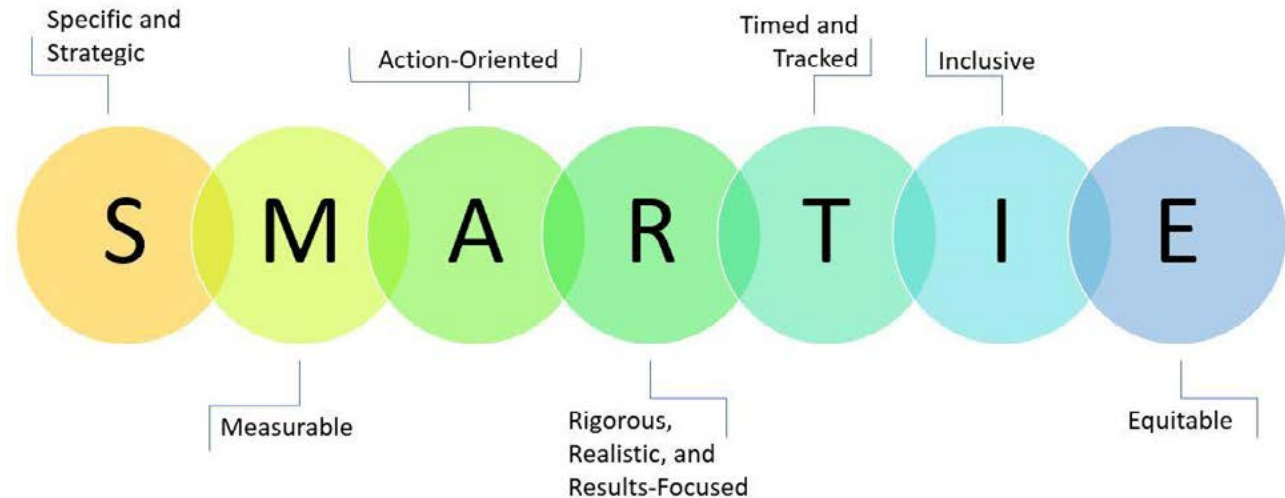 Specific and
Strategic
Action-Oriented
Timed and
Tracked
Inclusive
S M A R T I E
Measurable
Rigorous,
Realistic, and
Results-Focused
Equitable